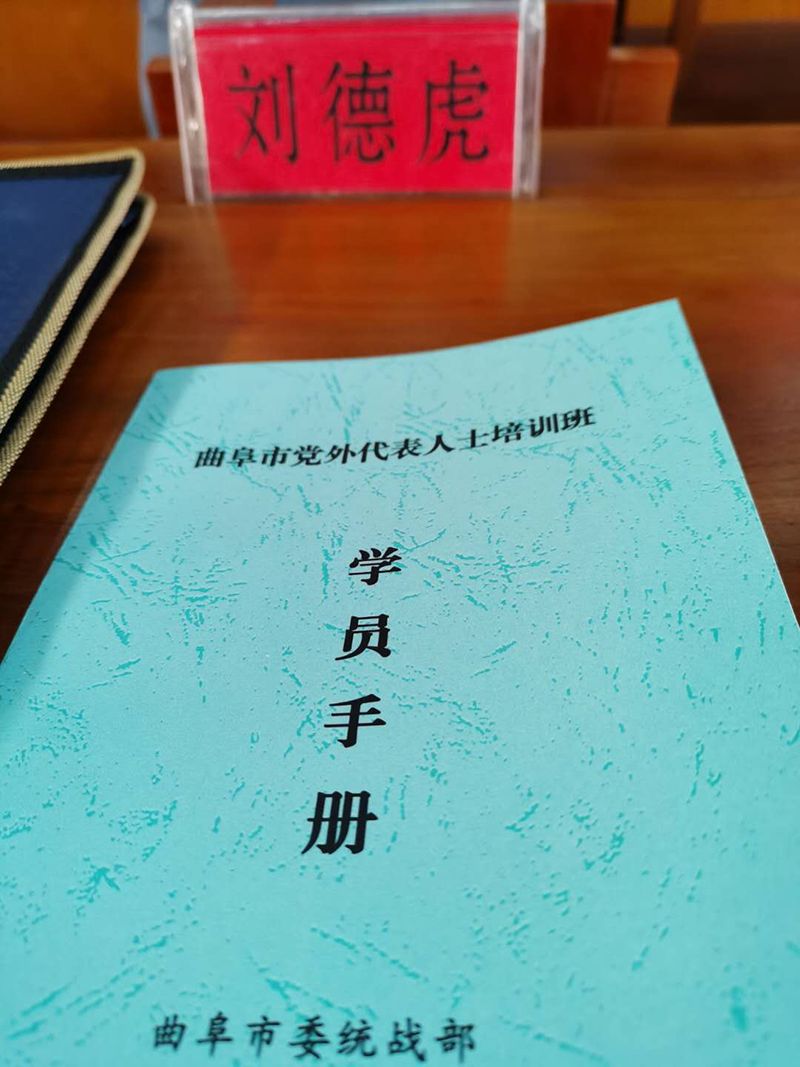 刘德虎
曲阜市党外代表人士培训班
学
员
手
册
曲阜市委统战部